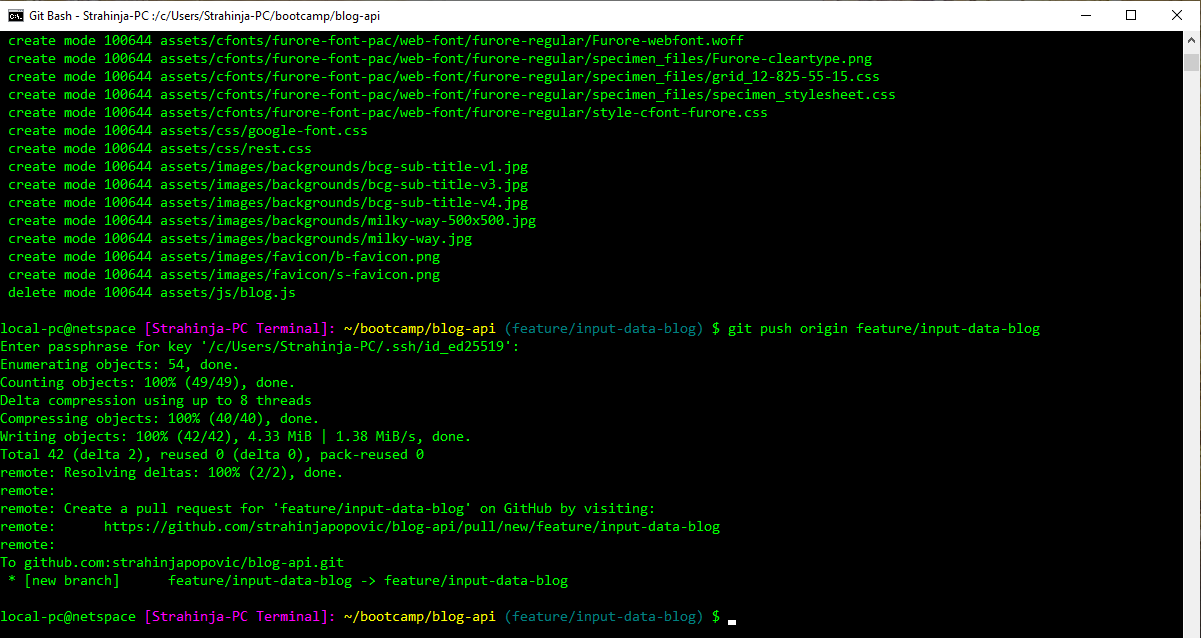 Git Bash - Strahinja-PC :/c/Users/Strahinja-PC/bootcamp/blog-api
create mode 100644 assets/cfonts/furore-font-pac/web-font/furore-regular/Furore-webfont.woff
create mode 100644 assets/cfonts/furore-font-pac/web-font/furore-regular/specimen_files/Furore-cleartype.png
create mode 100644 assets/cfonts/furore-font-pac/web-font/furore-regular/specimen_files/grid_12-825-55-15.css
create mode 100644 assets/cfonts/furore-font-pac/web-font/furore-regular/specimen_files/specimen_stylesheet.css
create mode 100644 assets/cfonts/furore-font-pac/web-font/furore-regular/style-cfont-furore.css
create mode 100644 assets/css/google-font.css
create mode 100644 assets/css/rest.css
create mode 100644 assets/images/backgrounds/bcg-sub-title-v1.jpg
create mode 100644 assets/images/backgrounds/bcg-sub-title-v3.jpg
create mode 100644 assets/images/backgrounds/bcg-sub-title-v4.jpg
create mode 100644 assets/images/backgrounds/milky-way-500x500.jpg
create mode 100644 assets/images/backgrounds/milky-way.jpg
create mode 100644 assets/images/favicon/b-favicon.png
create mode 100644 assets/images/favicon/s-favicon.png
delete mode 100644 assets/js/blog.js
local-pc@netspace [Strahinja-PC Terminal]: ~/bootcamp/blog-api (feature/input-data-blog) $ git push origin feature/input-data-blog
Enter passphrase for key '/c/Users/Strahinja-PC/.ssh/id_ed25519':
Enumerating objects: 54, done.
Counting objects: 100% (49/49), done.
Delta compression using up to 8 threads
Compressing objects: 100% (40/40), done.
Writing objects: 100% (42/42), 4.33 MiB | 1.38 MiB/s, done.
Total 42 (delta 2), reused 0 (delta 0), pack-reused 0
remote: Resolving deltas: 100% (2/2), done.
remote:
remote: Create a pull request for 'feature/input-data-blog' on GitHub by visiting:
remote:      https://github.com/strahinjapopovic/blog-api/pull/new/feature/input-data-blog
remote:
To github.com:strahinjapopovic/blog-api.git
 * [new branch]      feature/input-data-blog -> feature/input-data-blog
local-pc@netspace [Strahinja-PC Terminal]: ~/bootcamp/blog-api (feature/input-data-blog) $